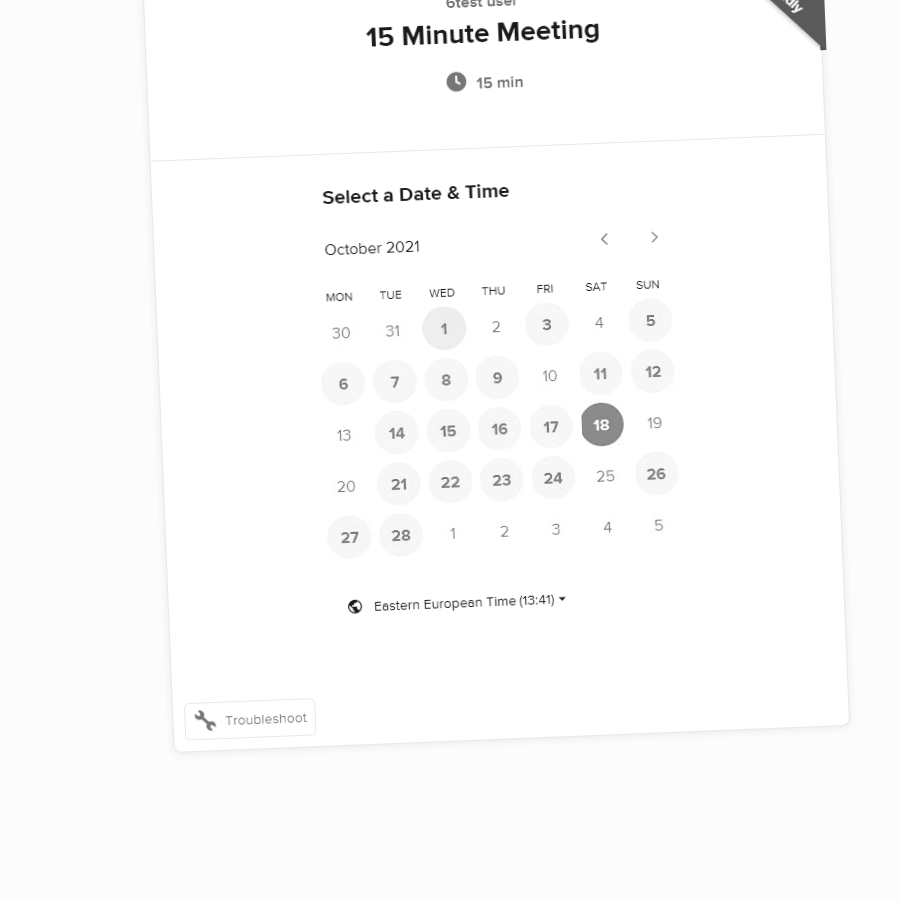 6test user
15 Minute Meeting
15 min
Select a Date & Time
October 2021
MON TUE WED THU FRI SAT SUN
30 31 1 2 3 4 5
6 7 8 9 10 11 12
13 14 15 16 17 18 19
20 21 22 23 24 25 26
27 28 1 2 3 4 5
Eastern European Time (13:41)
Troubleshoot